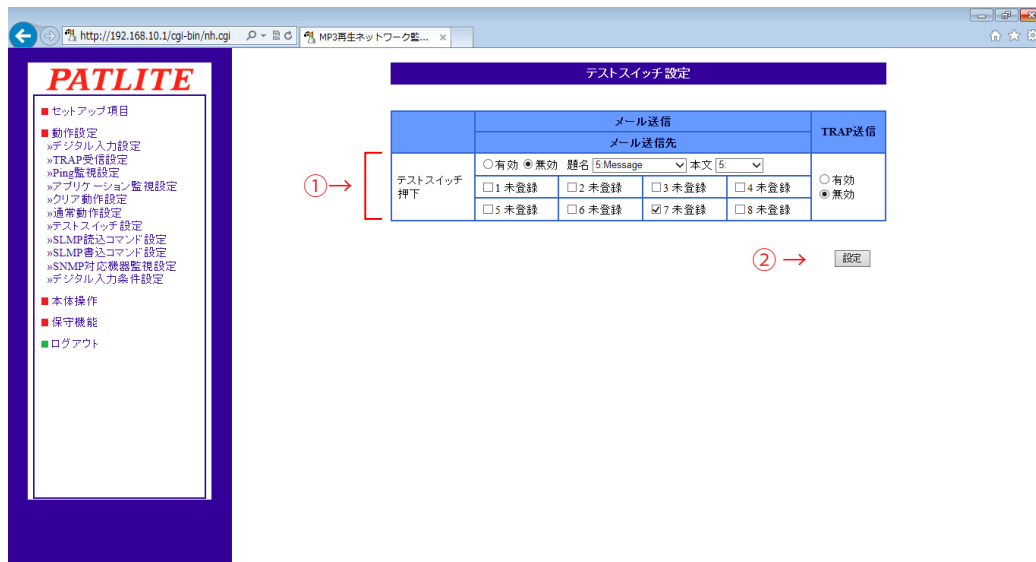 http://192.168.10.1/cgi-bin/nh.cgi
MP3再生ネットワーク監...
PATLITE
セットアップ項目
動作設定
»デジタル入力設定
»TRAP受信設定
»Ping監視設定
»アプリケーション監視設定
»クリア動作設定
»通常動作設定
»テストスイッチ設定
»SLMP読込コマンド設定
»SLMP書込コマンド設定
»SNMP対応機器監視設定
»デジタル入力条件設定
本体操作
保守機能
ログアウト
テストスイッチ設定
メール送信
TRAP送信
メール送信先
①→
テストスイッチ
押下
有効 無効 題名 5:Message 本文 5:
1 未登録 2 未登録 3 未登録 4 未登録
5 未登録 6 未登録 7 未登録 8 未登録
有効
無効
②→
設定